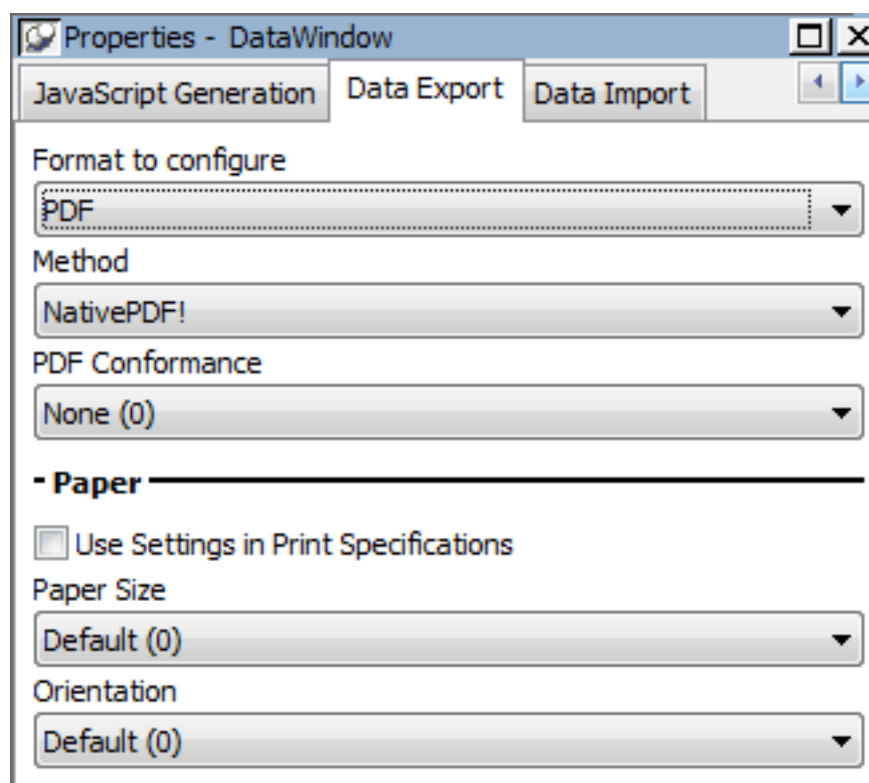 Properties - DataWindow
JavaScript Generation Data Export Data Import
Format to configure
PDF
Method
NativePDF!
PDF Conformance
None (0)
- Paper
Use Settings in Print Specifications
Paper Size
Default (0)
Orientation
Default (0)